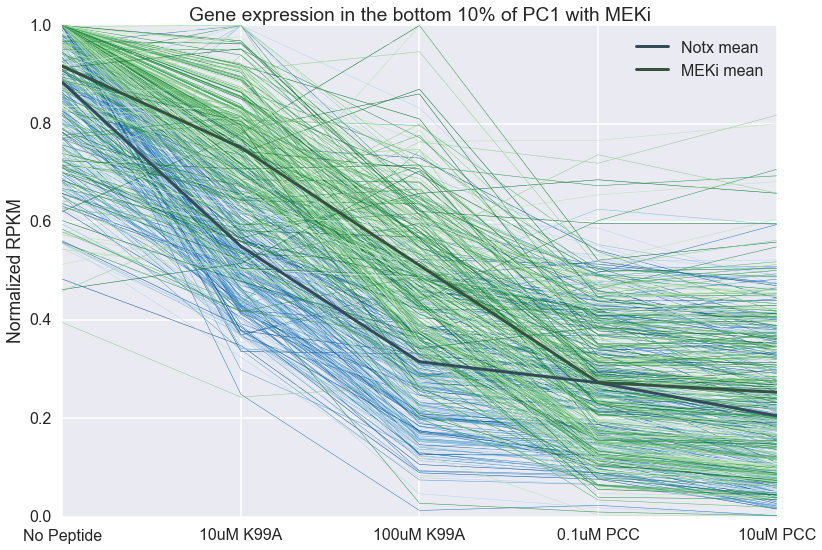 Gene expression in the bottom 10% of PC1 with MEKi
Notx mean
MEKi mean
Normalized RPKM
1.0
0.8
0.6
0.4
0.2
0.0
No Peptide
10uM K99A
100uM K99A
0.1uM PCC
10uM PCC